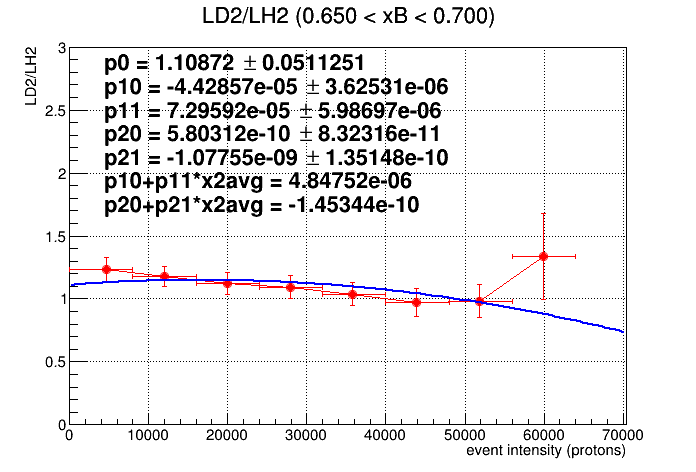 LD2/LH2 (0.650 < xB < 0.700)
LD2/LH2
p0 = 1.10872 ± 0.0511251
p10 = -4.42857e-05 ± 3.62531e-06
p11 = 7.29592e-05 ± 5.98697e-06
p20 = 5.80312e-10 ± 8.32316e-11
p21 = -1.07755e-09 ± 1.35148e-10
p10+p11*x2avg = 4.84752e-06
p20+p21*x2avg = -1.45344e-10
3
2.5
2
1.5
1
0.5
0
0 10000 20000 30000 40000 50000 60000 70000
event intensity (protons)